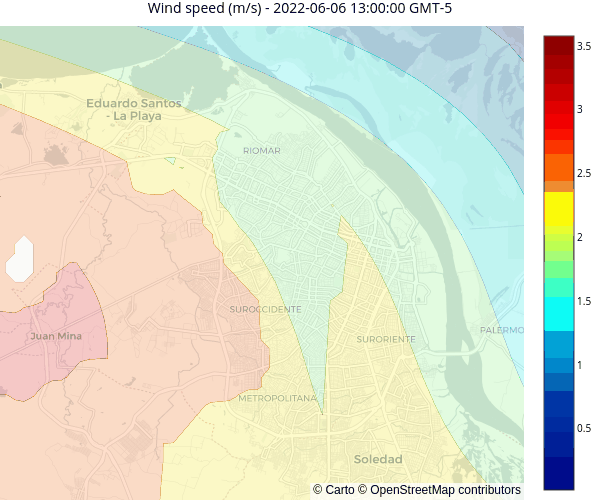 Wind speed (m/s) - 2022-06-06 13:00:00 GMT-5
3.5
Eduardo Santos
- La Playa
3
RIOMAR
2.5
2
SUROCCIDENTE
1.5
PALERMO
Juan Mina
SURORIENTE
1
METROPOLITANA
0.5
Soledad
© Carto © OpenStreetMap contributors